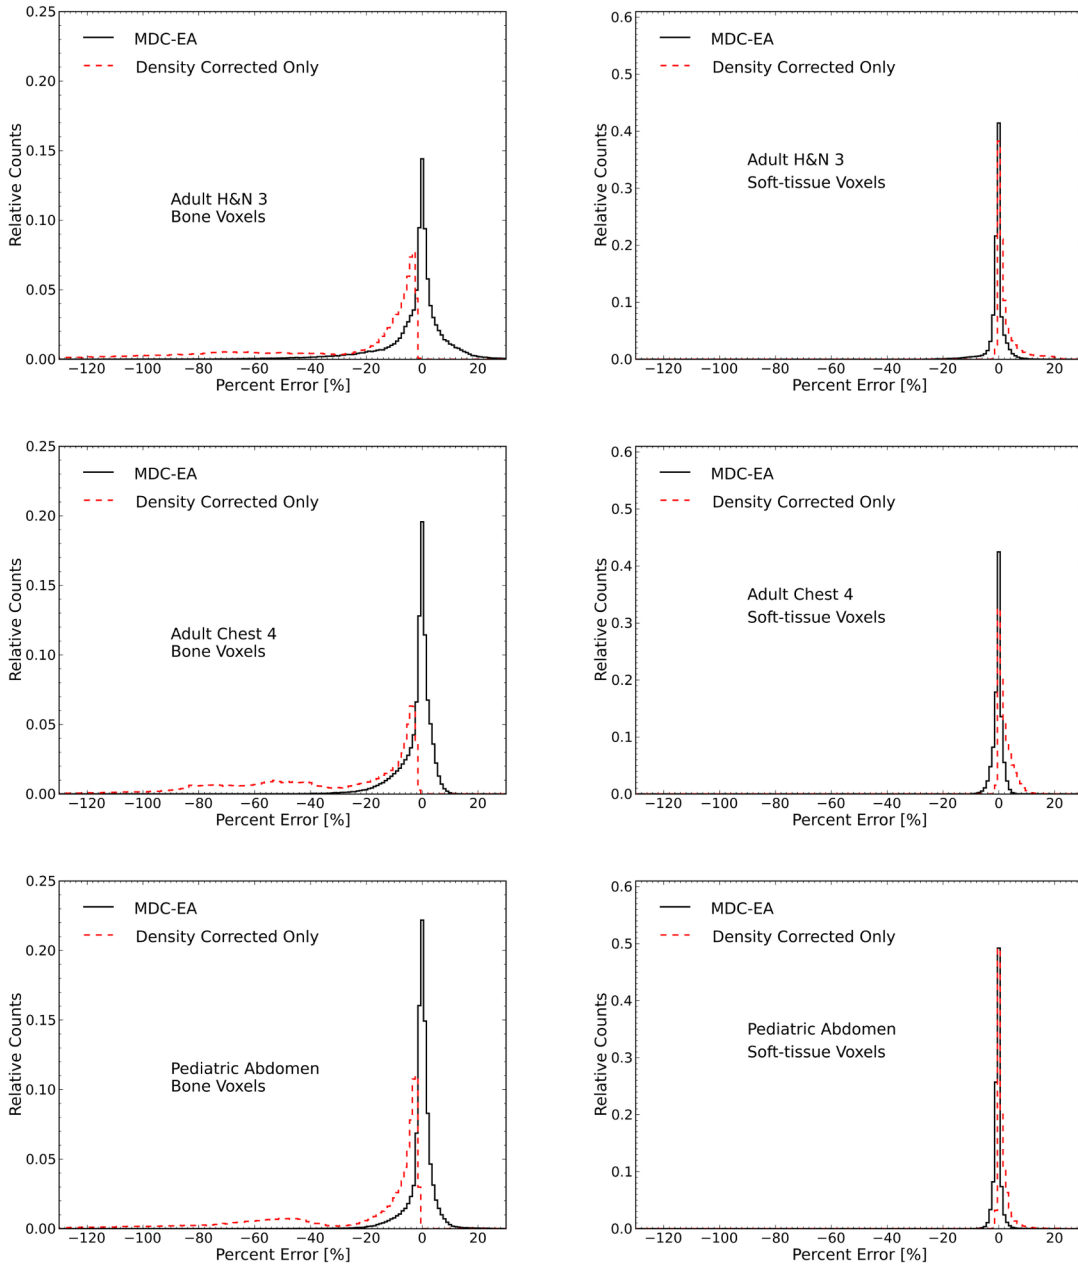 0.25
0.20
0.15
0.10
0.05
0.00
Relative Counts
MDC-EA
Density Corrected Only
Adult H&N 3
Bone Voxels
−120 −100 −80 −60 −40 −20 0 20
Percent Error [%]
0.6
0.5
0.4
0.3
0.2
0.1
0.0
Relative Counts
MDC-EA
Density Corrected Only
Adult H&N 3
Soft-tissue Voxels
−120 −100 −80 −60 −40 −20 0 20
Percent Error [%]
0.25
0.20
0.15
0.10
0.05
0.00
Relative Counts
MDC-EA
Density Corrected Only
Adult Chest 4
Bone Voxels
−120 −100 −80 −60 −40 −20 0 20
Percent Error [%]
0.6
0.5
0.4
0.3
0.2
0.1
0.0
Relative Counts
MDC-EA
Density Corrected Only
Adult Chest 4
Soft-tissue Voxels
−120 −100 −80 −60 −40 −20 0 20
Percent Error [%]
0.25
0.20
0.15
0.10
0.05
0.00
Relative Counts
MDC-EA
Density Corrected Only
Pediatric Abdomen
Bone Voxels
−120 −100 −80 −60 −40 −20 0 20
Percent Error [%]
0.6
0.5
0.4
0.3
0.2
0.1
0.0
Relative Counts
MDC-EA
Density Corrected Only
Pediatric Abdomen
Soft-tissue Voxels
−120 −100 −80 −60 −40 −20 0 20
Percent Error [%]